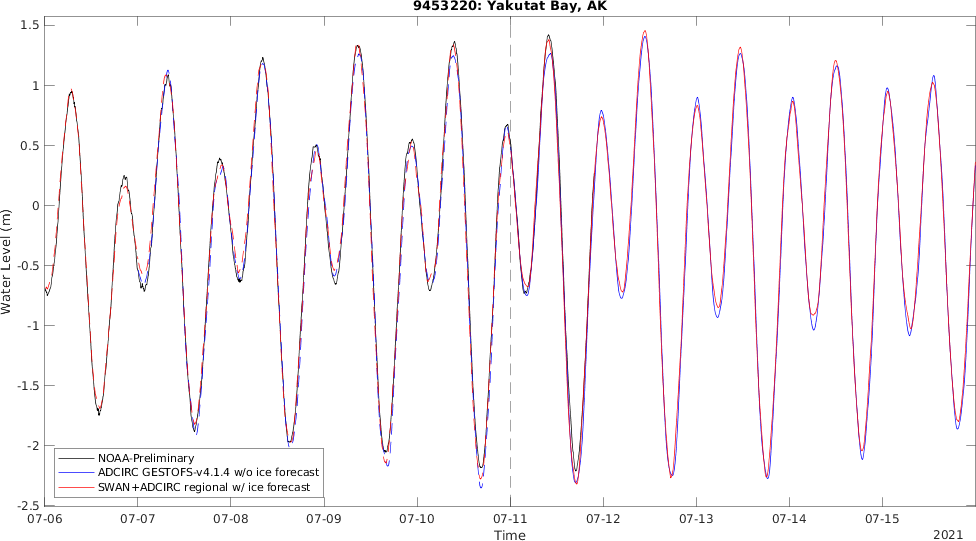 9453220: Yakutat Bay, AK
1.5
1
0.5
0
-0.5
-1
-1.5
-2
-2.5
Water Level (m)
NOAA-Preliminary
ADCIRC GESTOFS-v4.1.4 w/o ice forecast
SWAN+ADCIRC regional w/ ice forecast
07-06 07-07 07-08 07-09 07-10 07-11 07-12 07-13 07-14 07-15
Time
2021